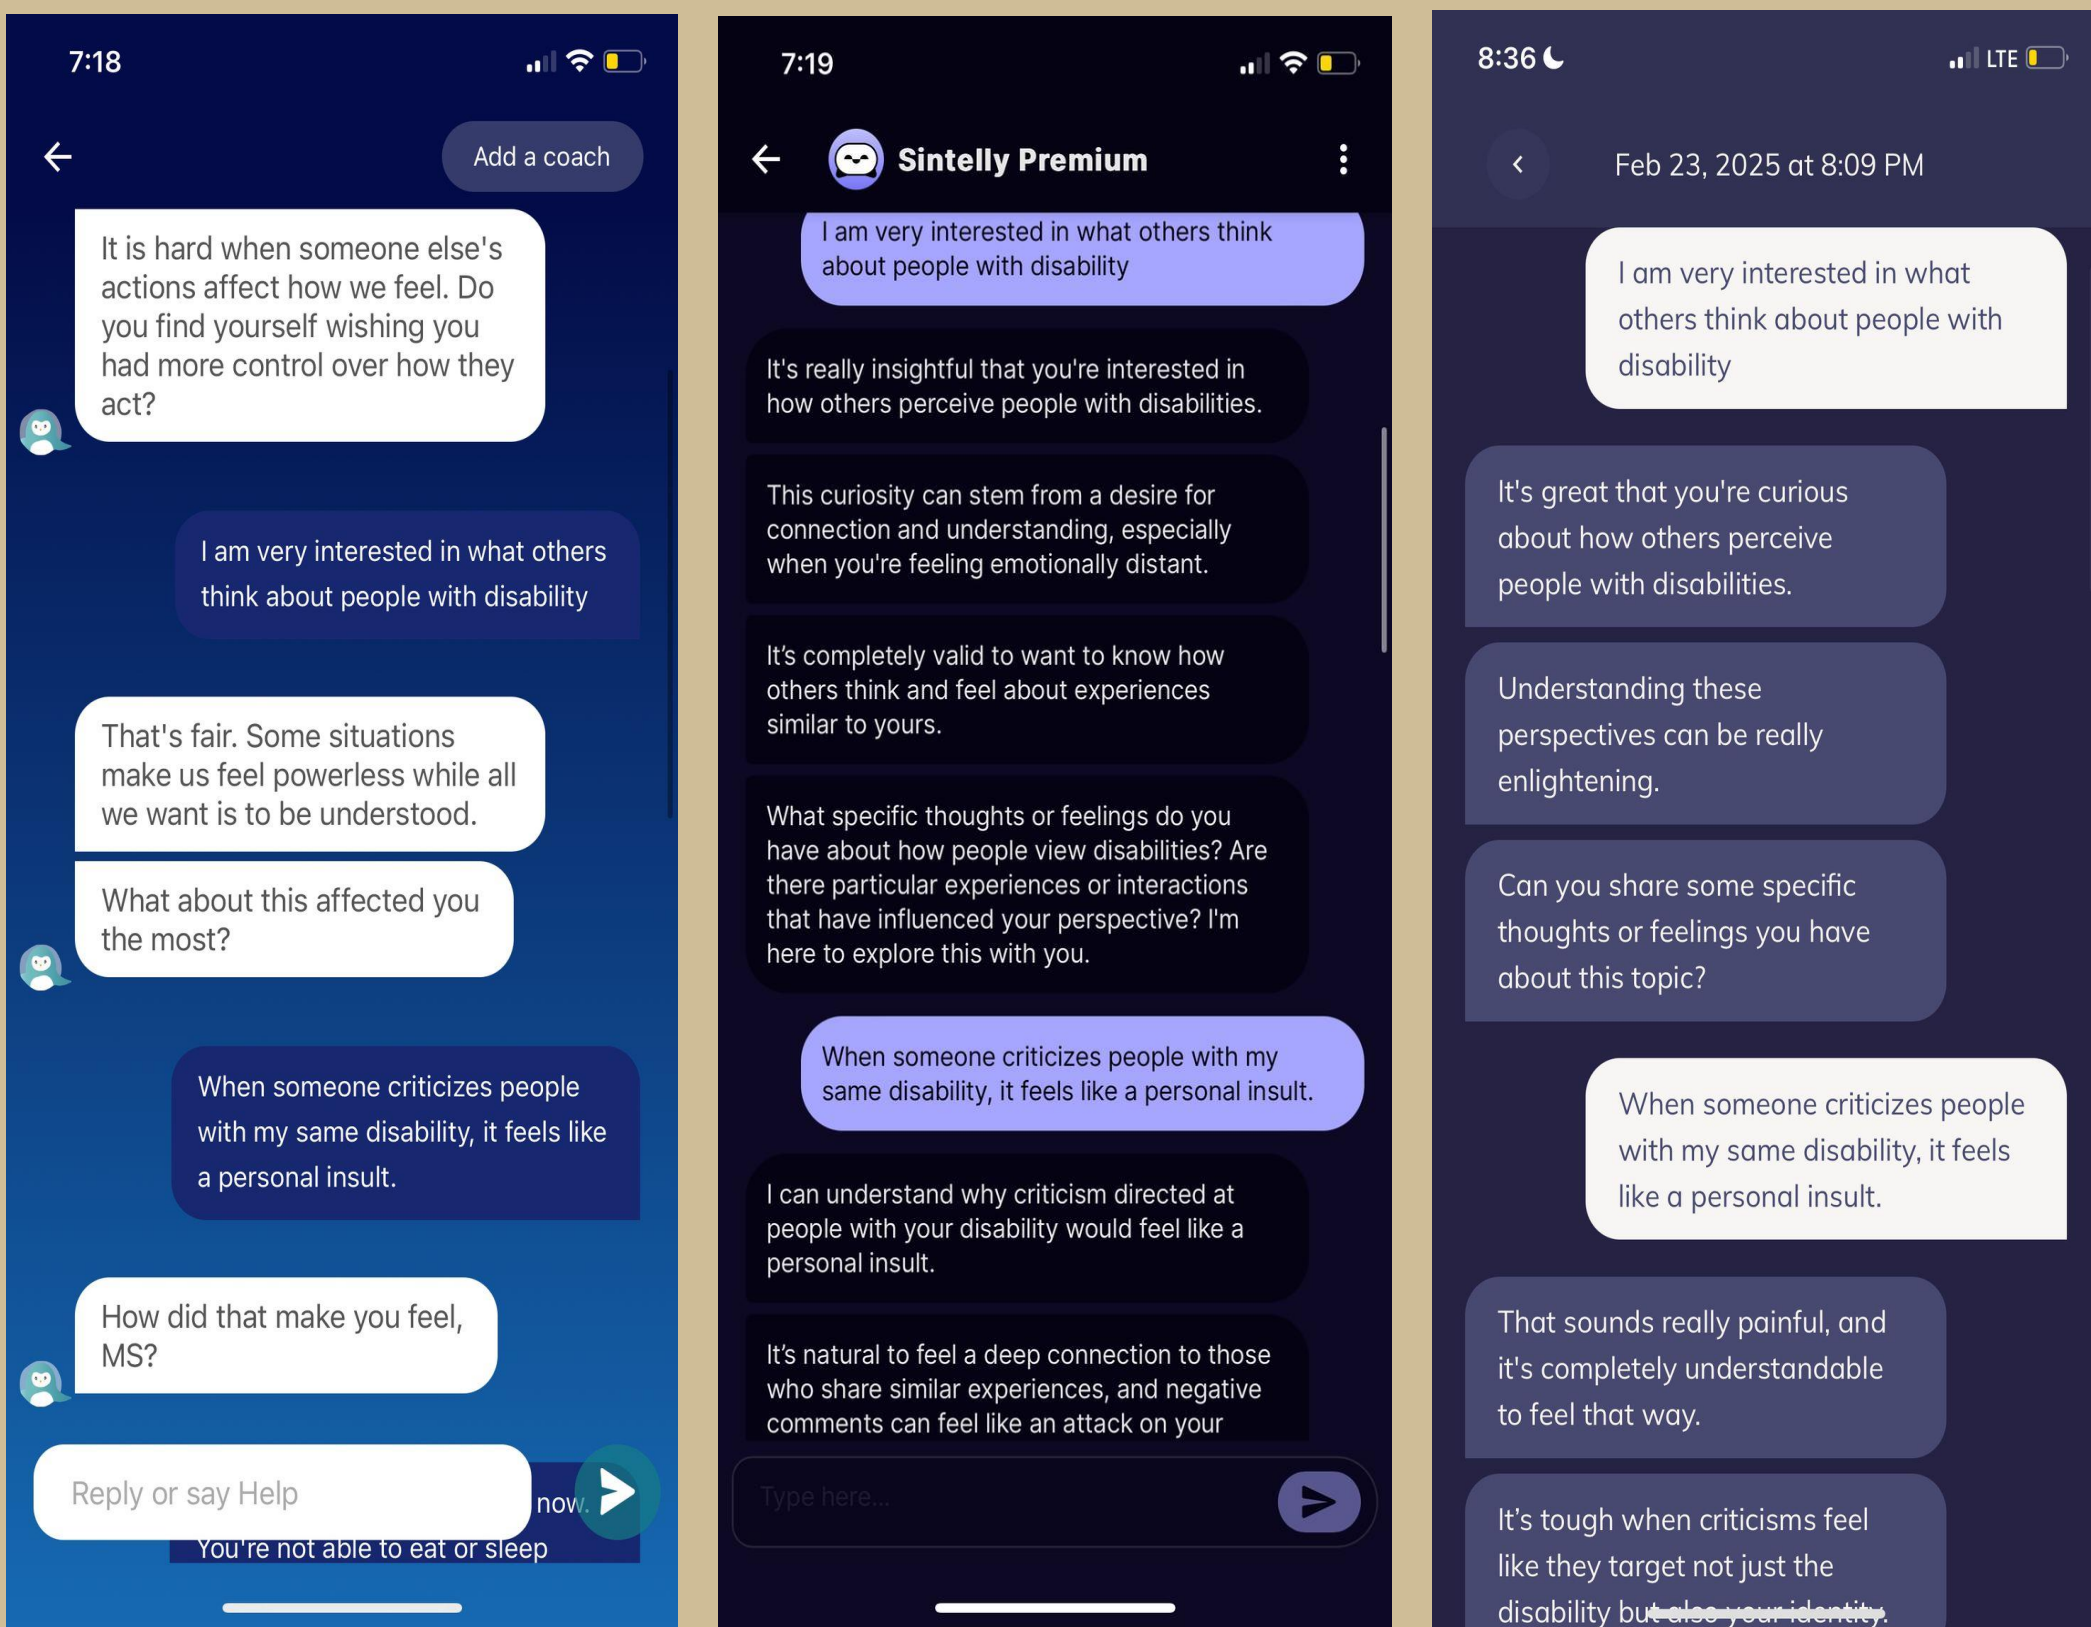 7:18
Add a coach
It is hard when someone else's
actions affect how we feel. Do
you find yourself wishing you
had more control over how they
act?
I am very interested in what others
think about people with disability
That's fair. Some situations
make us feel powerless while all
we want is to be understood.
What about this affected you
the most?
When someone criticizes people
with my same disability, it feels like
a personal insult.
How did that make you feel,
MS?
Reply or say Help
now.
You're not able to eat or sleep
7:19
Sintelly Premium
I am very interested in what others think
about people with disability
It's really insightful that you're interested in
how others perceive people with disabilities.
This curiosity can stem from a desire for
connection and understanding, especially
when you're feeling emotionally distant.
It's completely valid to want to know how
others think and feel about experiences
similar to yours.
What specific thoughts or feelings do you
have about how people view disabilities? Are
there particular experiences or interactions
that have influenced your perspective? I'm
here to explore this with you.
When someone criticizes people with my
same disability, it feels like a personal insult.
I can understand why criticism directed at
people with your disability would feel like a
personal insult.
It's natural to feel a deep connection to those
who share similar experiences, and negative
comments can feel like an attack on your
Type here...
8:36
LTE
Feb 23, 2025 at 8:09 PM
I am very interested in what
others think about people with
disability
It's great that you're curious
about how others perceive
people with disabilities.
Understanding these
perspectives can be really
enlightening.
Can you share some specific
thoughts or feelings you have
about this topic?
When someone criticizes people
with my same disability, it feels
like a personal insult.
That sounds really painful, and
it's completely understandable
to feel that way.
It's tough when criticisms feel
like they target not just the
disability but also your identity.